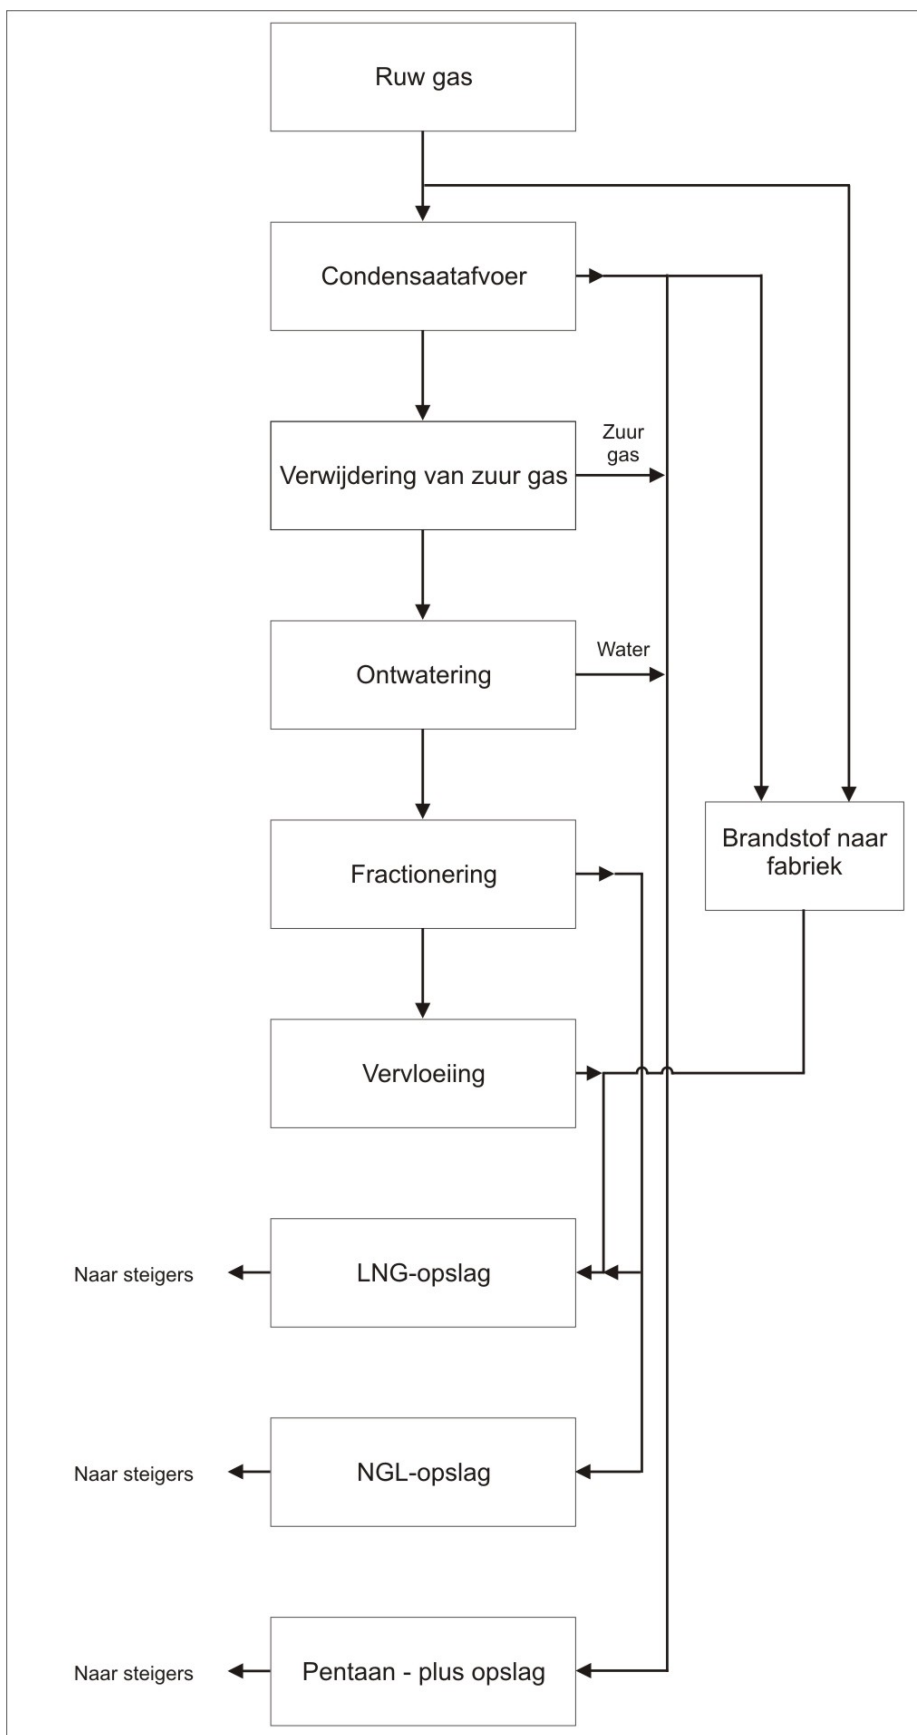 Ruw gas
Condensaatafvoer
Zuur
gas
Verwijdering van zuur gas
Water
Ontwatering
Brandstof naar
fabriek
Fractionering
Vervloeiing
Naar steigers
LNG-opslag
Naar steigers
NGL-opslag
Naar steigers
Pentaan - plus opslag